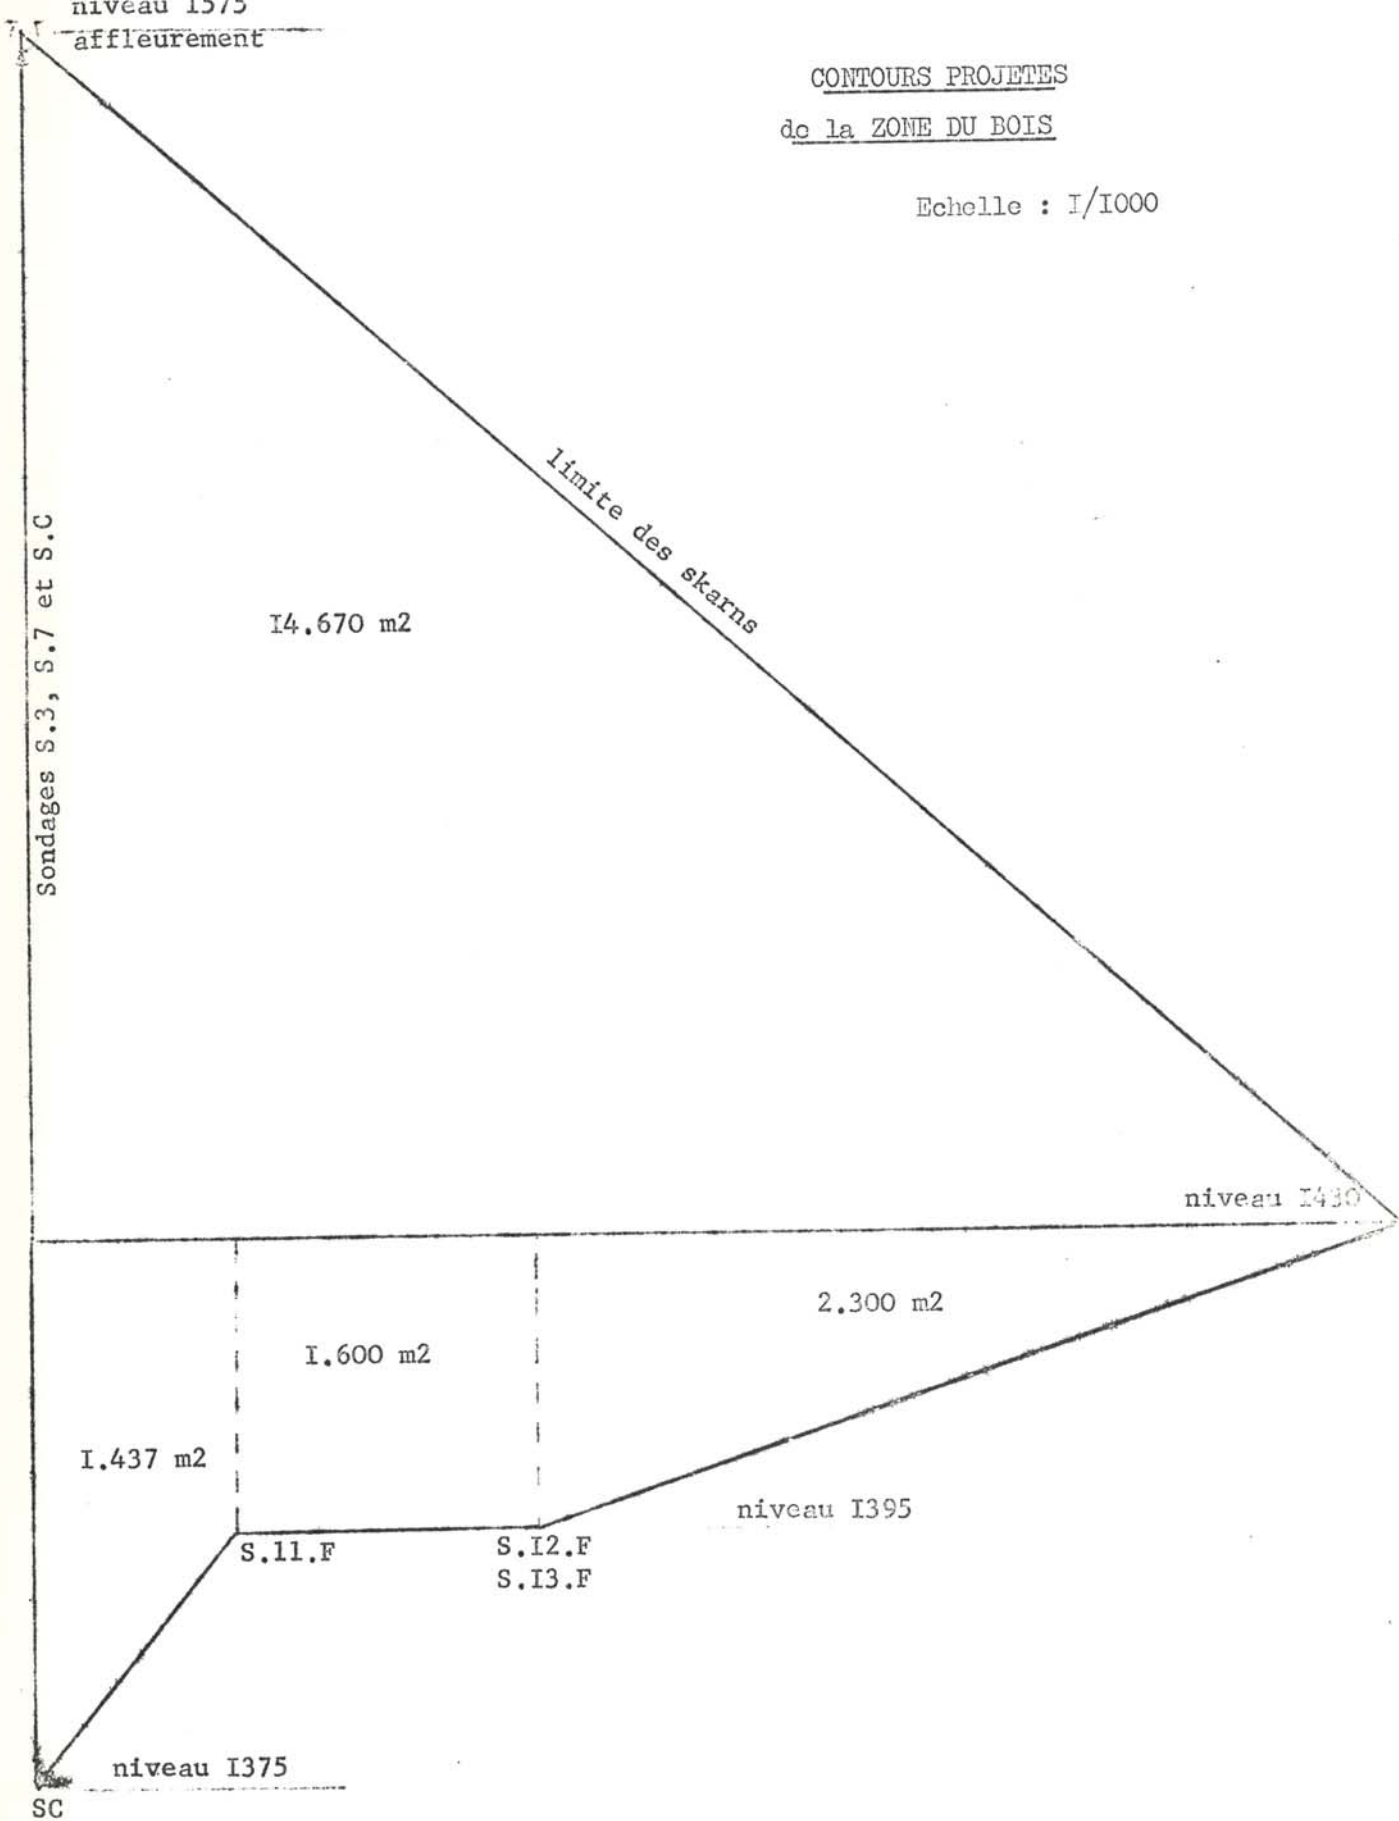 niveau I575
affleurement
CONTOURS PROJETES
de la ZONE DU BOIS
Echelle : I/I000
limite des skarns
Sondages S.3, S.7 et S.C
I4.670 m2
niveau I430
2.300 m2
I.600 m2
I.437 m2
niveau I395
S.11.F
S.I2.F
S.I3.F
niveau I375
SC